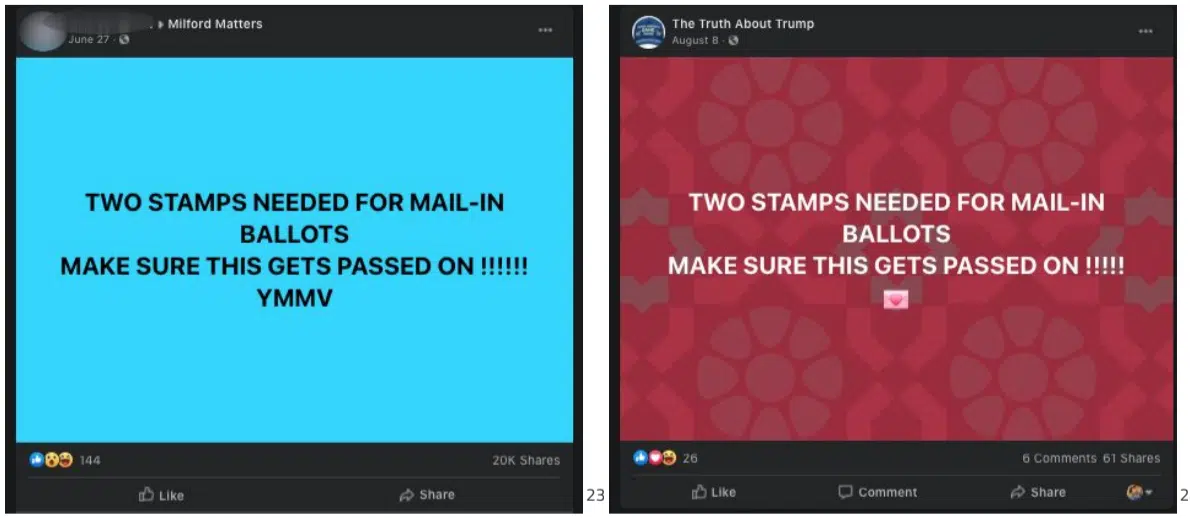 Milford Matters
June 27
TWO STAMPS NEEDED FOR MAIL-IN
BALLOTS
MAKE SURE THIS GETS PASSED ON !!!!!!
YMMV
144
20K Shares
Like
Share
23
The Truth About Trump
August 8
TWO STAMPS NEEDED FOR MAIL-IN
BALLOTS
MAKE SURE THIS GETS PASSED ON !!!!!
26
6 Comments 61 Shares
Like
Comment
Share
2